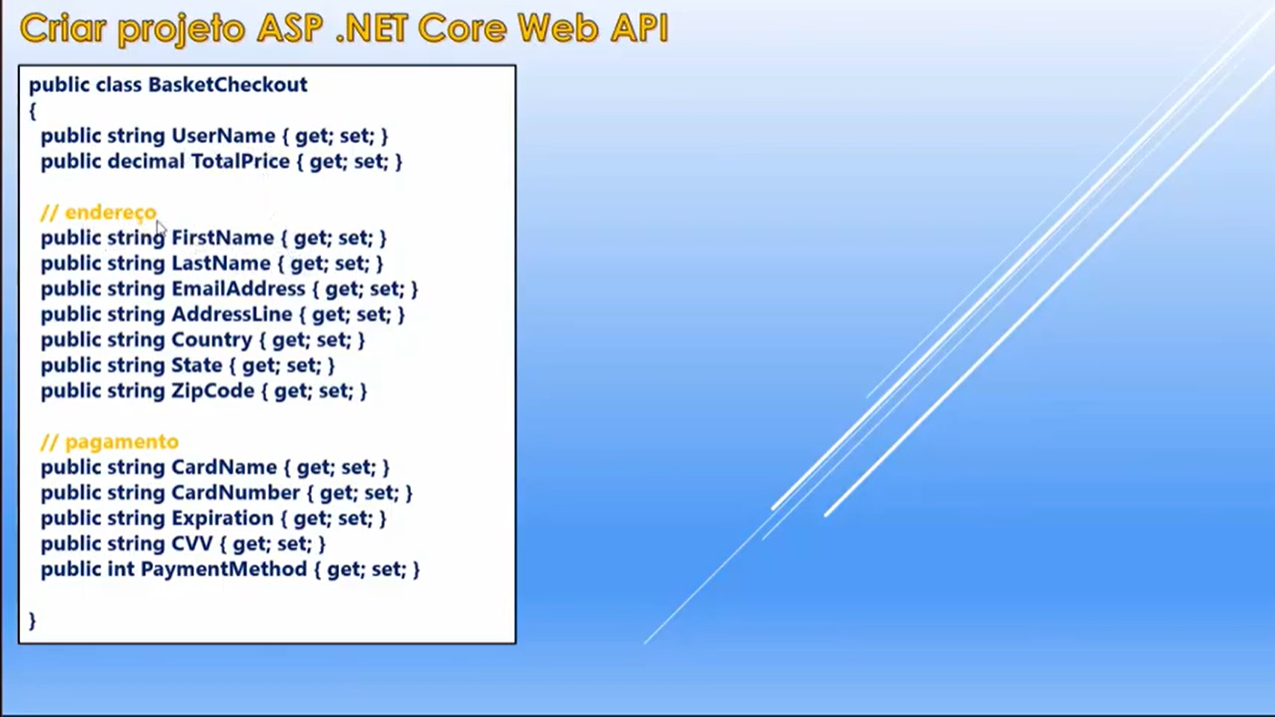 Criar projeto ASP .NET Core Web API
public class BasketCheckout
{
public string UserName { get; set; }
public decimal TotalPrice { get; set; }
// endereço
public string FirstName { get; set; }
public string LastName { get; set; }
public string EmailAddress { get; set; }
public string AddressLine { get; set; }
public string Country { get; set; }
public string State { get; set; }
public string ZipCode { get; set; }
// pagamento
public string CardName { get; set; }
public string CardNumber { get; set; }
public string Expiration { get; set; }
public string CVV { get; set; }
public int PaymentMethod { get; set; }
}